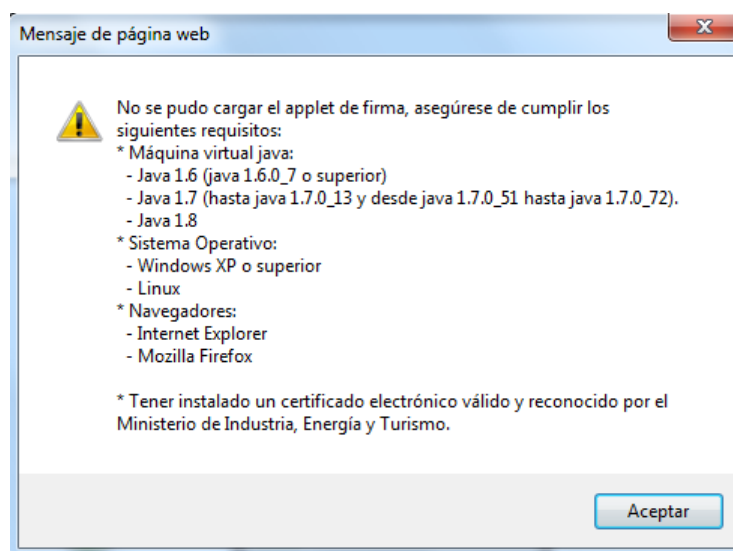 Mensaje de página web
No se pudo cargar el applet de firma, asegúrese de cumplir los
siguientes requisitos:
* Máquina virtual java:
- Java 1.6 (java 1.6.0_7 o superior)
- Java 1.7 (hasta java 1.7.0_13 y desde java 1.7.0_51 hasta java 1.7.0_72).
- Java 1.8
* Sistema Operativo:
- Windows XP o superior
- Linux
* Navegadores:
- Internet Explorer
- Mozilla Firefox
* Tener instalado un certificado electrónico válido y reconocido por el
Ministerio de Industria, Energía y Turismo.
Aceptar